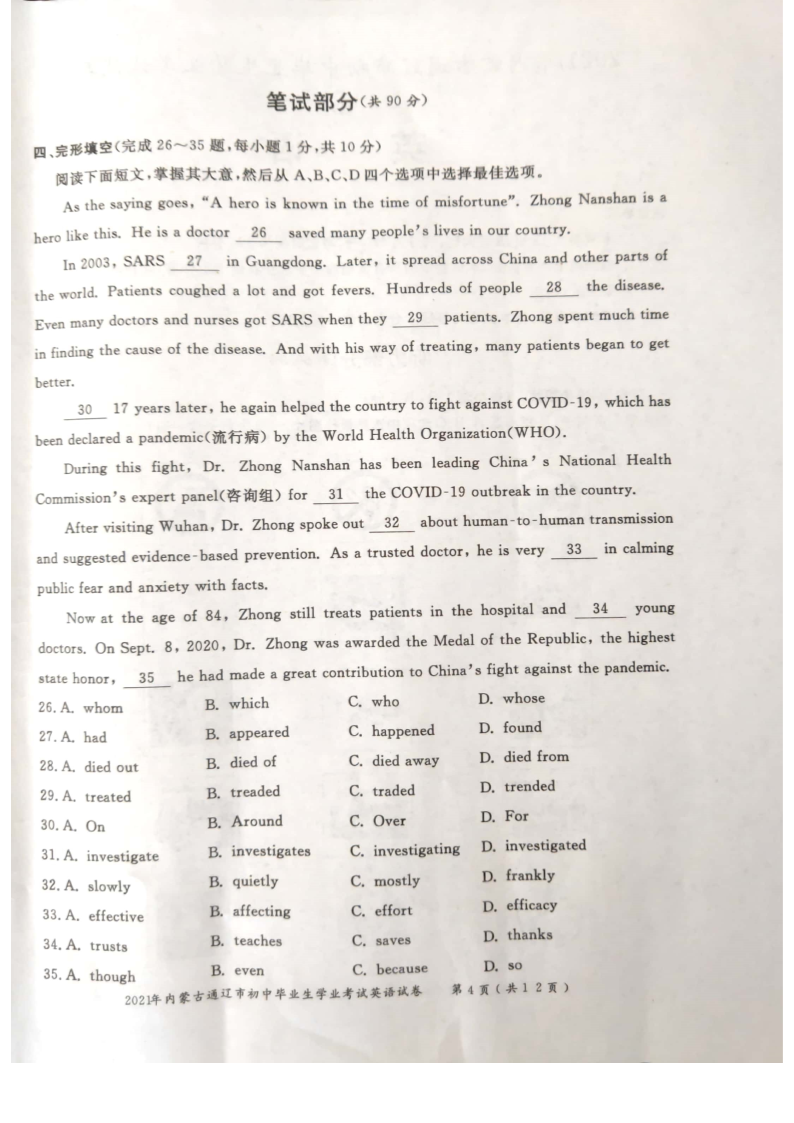 笔试部分(共 90 分)
四、完形填空(完成 26～35 题,每小题 1 分,共 10 分)
阅读下面短文,掌握其大意,然后从 A、B、C、D 四个选项中选择最佳选项。
As the saying goes, “A hero is known in the time of misfortune”. Zhong Nanshan is a
hero like this. He is a doctor 26 saved many people's lives in our country.
In 2003, SARS 27 in Guangdong. Later, it spread across China and other parts of
the world. Patients coughed a lot and got fevers. Hundreds of people 28 the disease.
Even many doctors and nurses got SARS when they 29 patients. Zhong spent much time
in finding the cause of the disease. And with his way of treating, many patients began to get
better.
30 17 years later, he again helped the country to fight against COVID-19, which has
been declared a pandemic(流行病) by the World Health Organization(WHO).
During this fight, Dr. Zhong Nanshan has been leading China's National Health
Commission's expert panel(咨询组) for 31 the COVID-19 outbreak in the country.
After visiting Wuhan, Dr. Zhong spoke out 32 about human-to-human transmission
and suggested evidence-based prevention. As a trusted doctor, he is very 33 in calming
public fear and anxiety with facts.
Now at the age of 84, Zhong still treats patients in the hospital and 34 young
doctors. On Sept. 8, 2020, Dr. Zhong was awarded the Medal of the Republic, the highest
state honor, 35 he had made a great contribution to China's fight against the pandemic.
26. A. whom B. which C. who D. whose
27. A. had B. appeared C. happened D. found
28. A. died out B. died of C. died away D. died from
29. A. treated B. treaded C. traded D. trended
30. A. On B. Around C. Over D. For
31. A. investigate B. investigates C. investigating D. investigated
32. A. slowly B. quietly C. mostly D. frankly
33. A. effective B. affecting C. effort D. efficacy
34. A. trusts B. teaches C. saves D. thanks
35. A. though B. even C. because D. so
2021年内蒙古通辽市初中毕业生学业考试英语试卷 第 4 页 ( 共 1 2 页 )